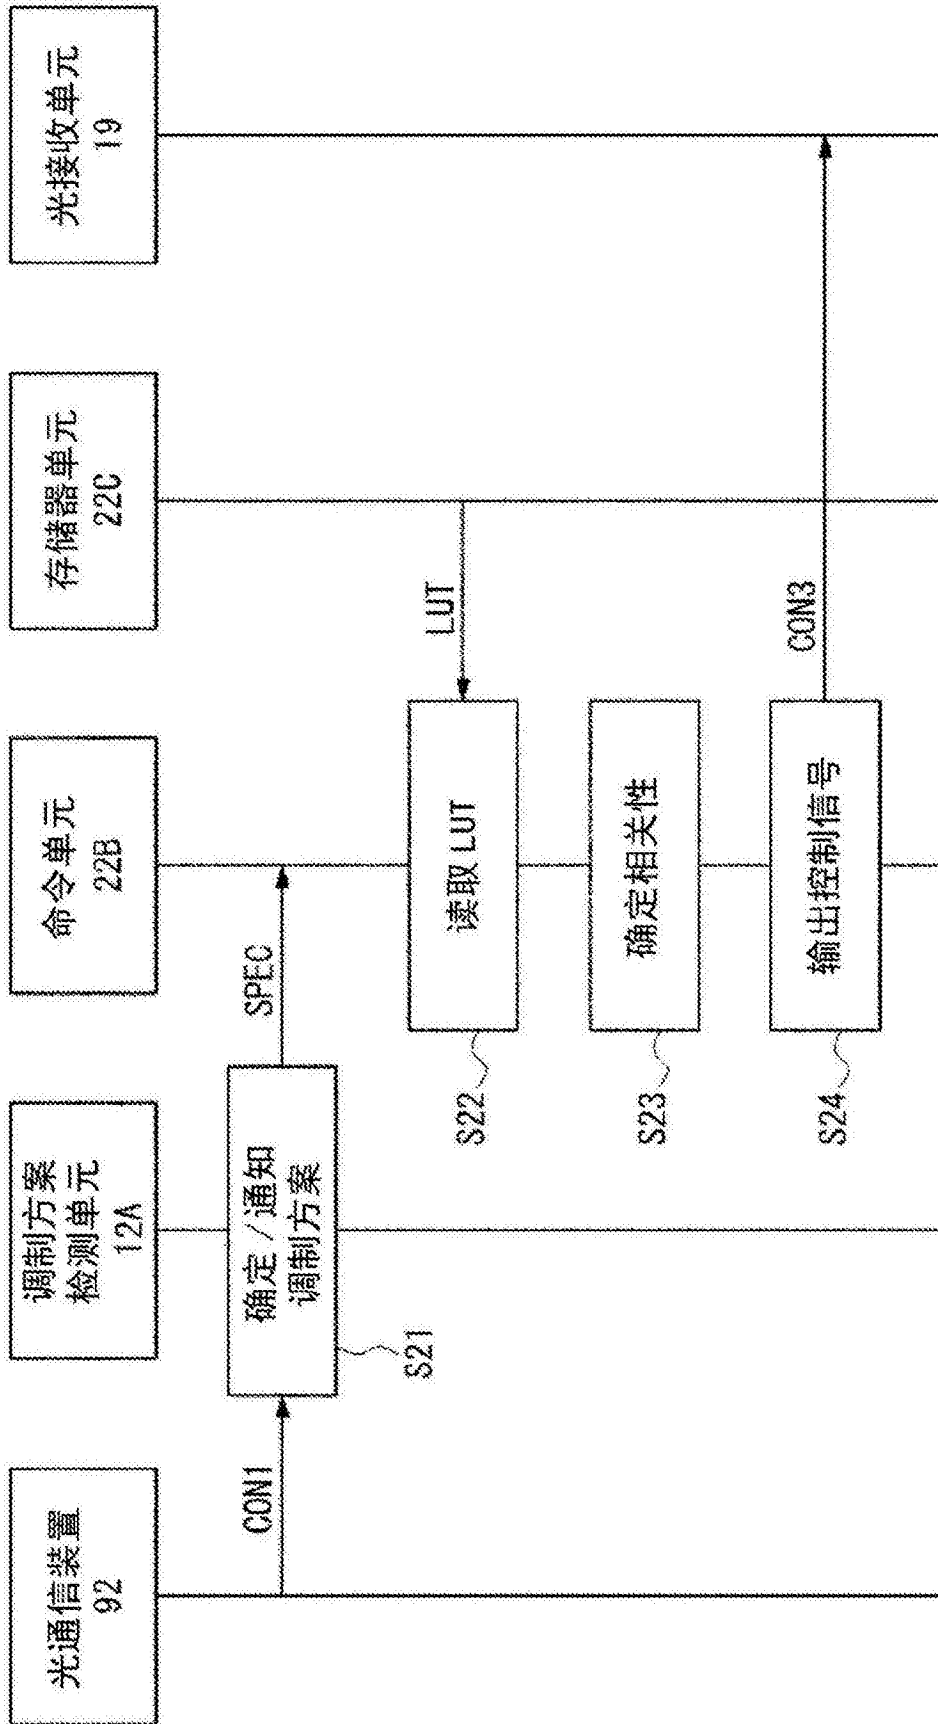 光通信装置
92
调制方案
检测单元
12A
命令单元
22B
存储器单元
22C
光接收单元
19
CON1
确定/通知
调制方案
S21
SPEC
读取 LUT
S22
LUT
确定相关性
S23
输出控制信号
S24
CON3